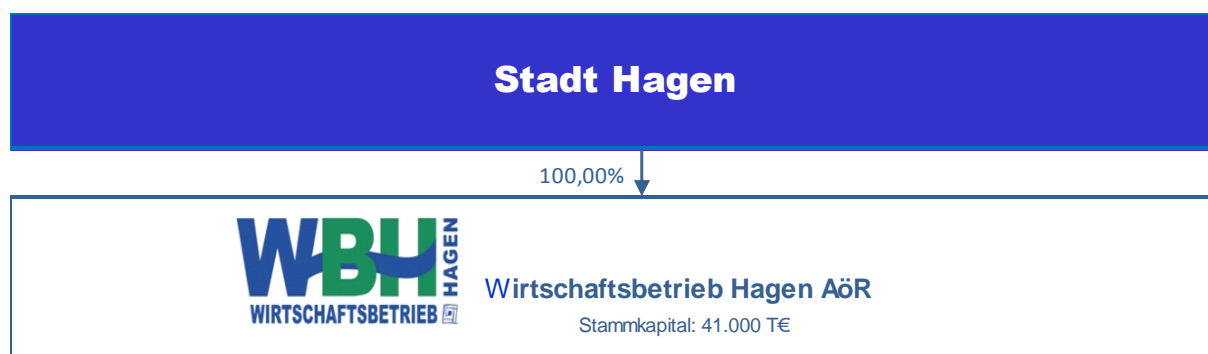 Stadt Hagen
100,00%
WBH HAGEN
WIRTSCHAFTSBETRIEB
Wirtschaftsbetrieb Hagen AöR
Stammkapital: 41.000 T€